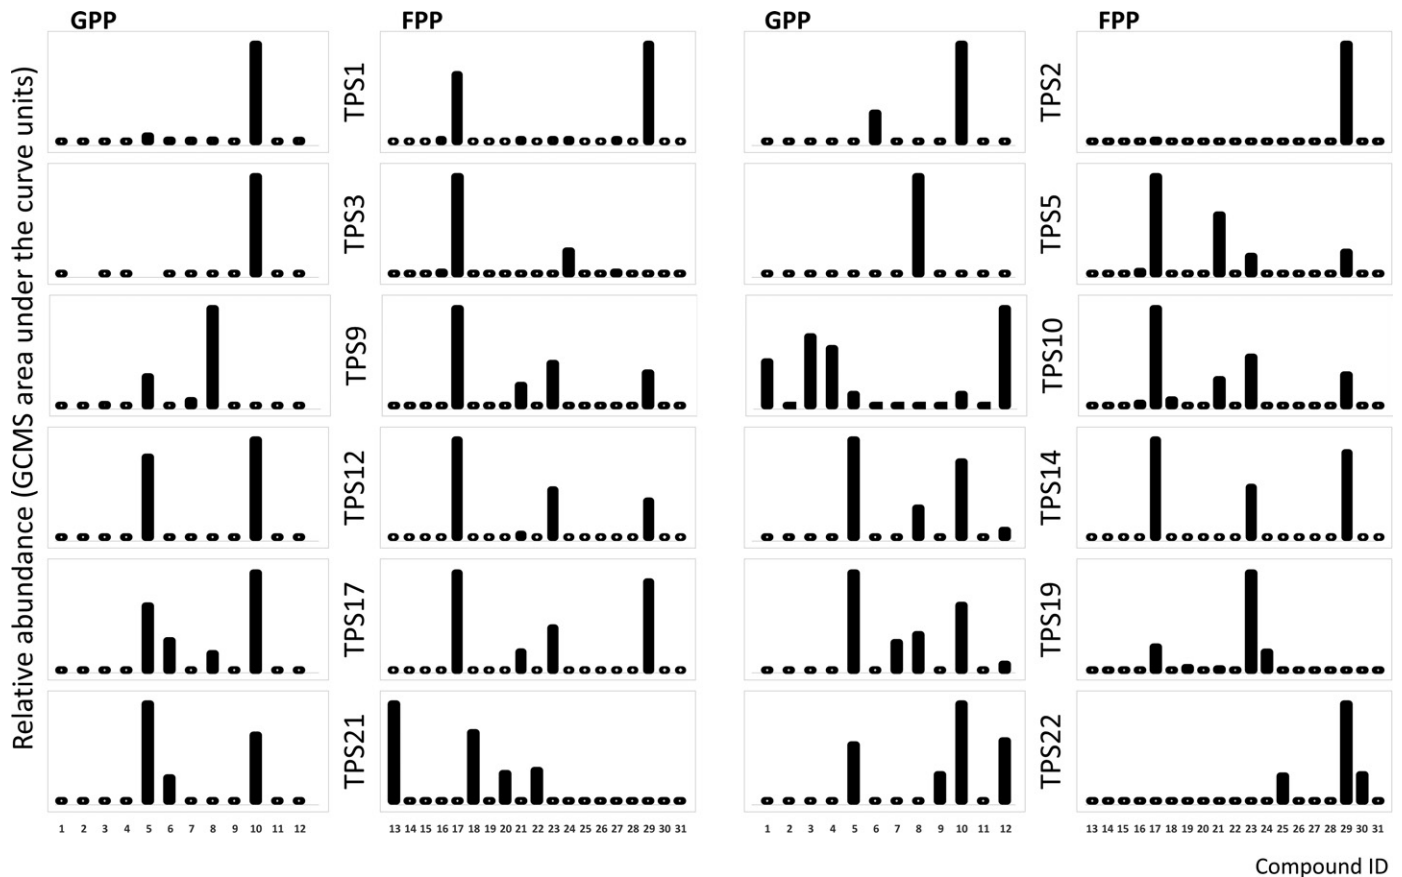 GPP FPP GPP FPP
Relative abundance (GCMS area under the curve units)
TPS1 TPS2
TPS3 TPS5
TPS9 TPS10
TPS12 TPS14
TPS17 TPS19
TPS21 TPS22
1 2 3 4 5 6 7 8 9 10 11 12 13 14 15 16 17 18 19 20 21 22 23 24 25 26 27 28 29 30 31 1 2 3 4 5 6 7 8 9 10 11 12 13 14 15 16 17 18 19 20 21 22 23 24 25 26 27 28 29 30 31
Compound ID